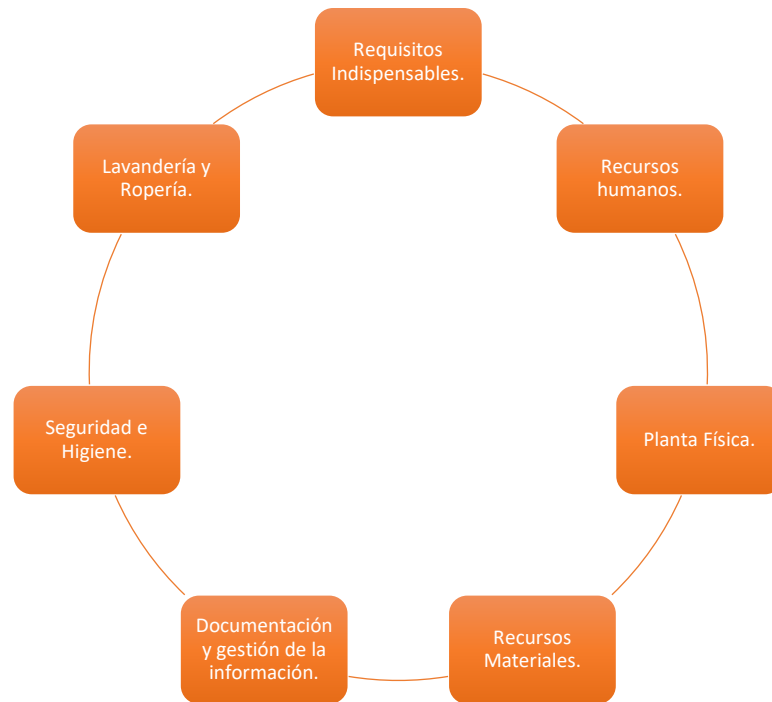 Requisitos
Indispensables.
Recursos
humanos.
Planta Física.
Recursos
Materiales.
Documentación
y gestión de la
información.
Seguridad e
Higiene.
Lavandería y
Ropería.